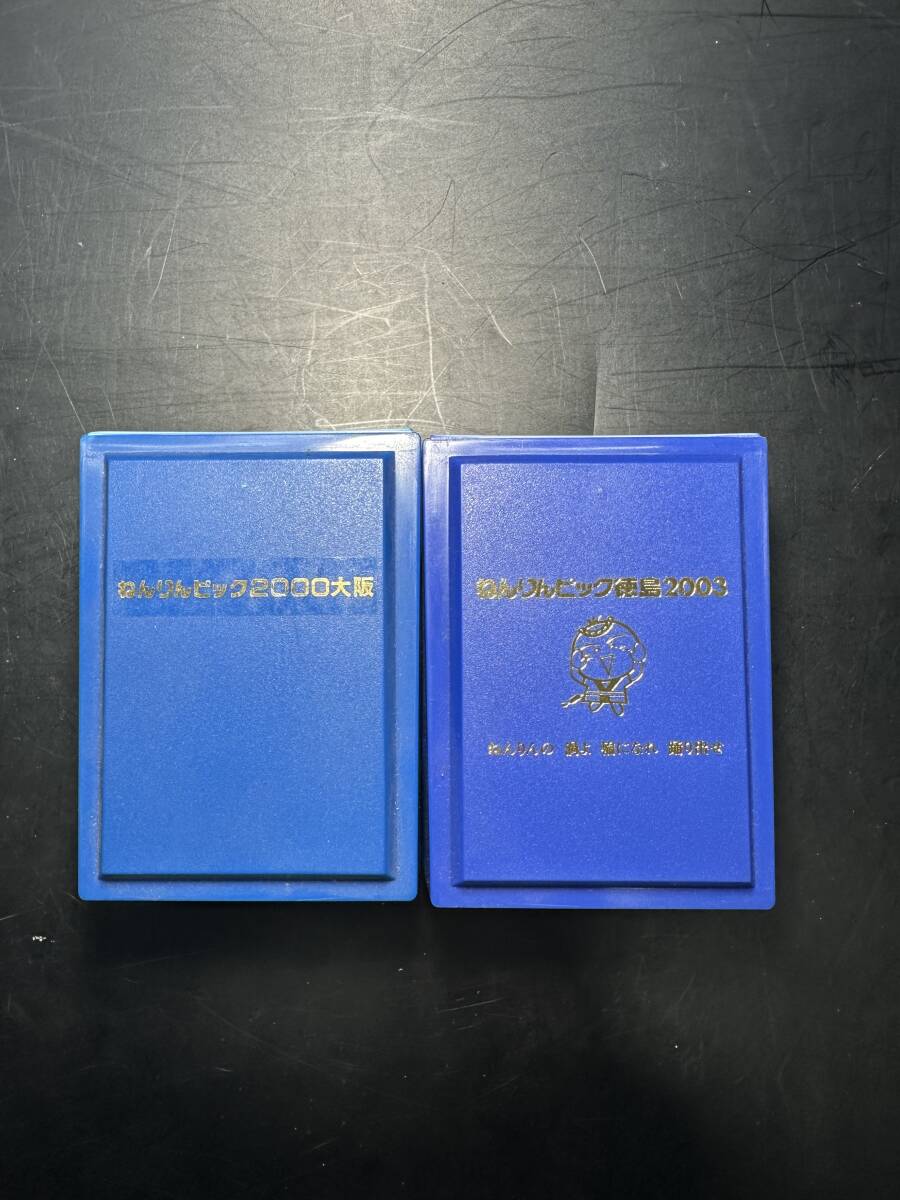 ねんりんピック2000大阪
ねんりんピック徳島2003
ねんりんの 渦よ 輪になれ 踊り出せ